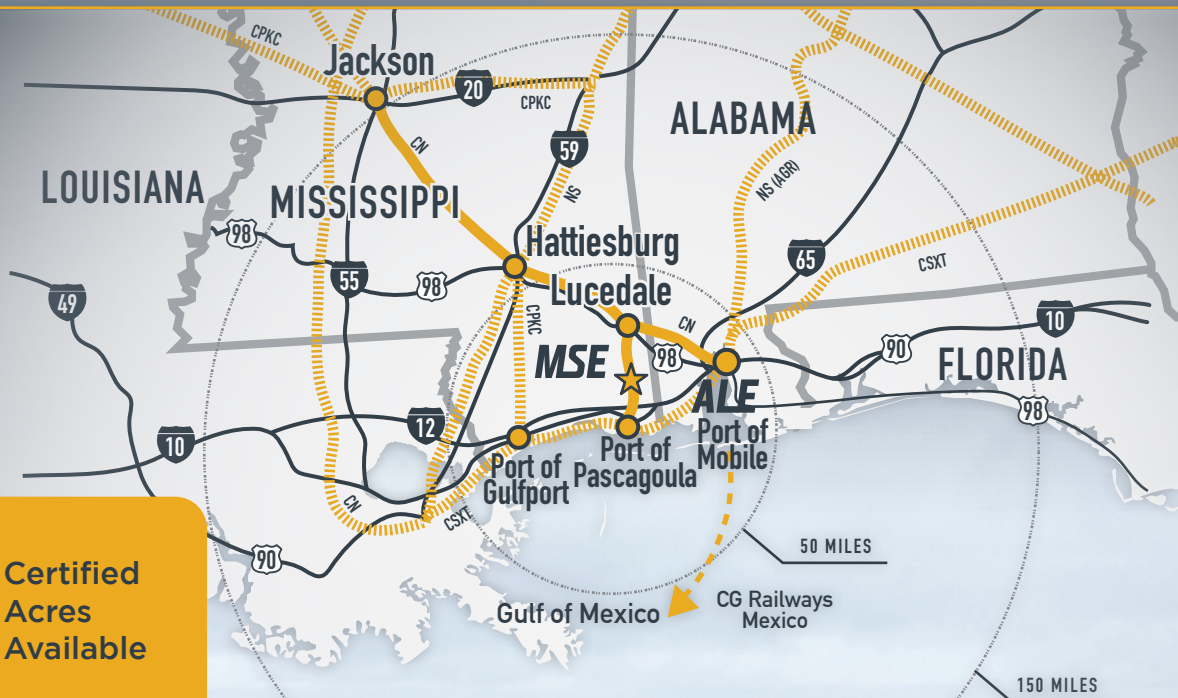 CPKC
Jackson
20
CPKC
ALABAMA
CN
59
LOUISIANA
MISSISSIPPI
NS
NS (AGR)
98
Hattiesburg
65
CSXT
55
98
Lucedale
49
CPKC
CN
10
MSE
98
90
FLORIDA
ALE
98
12
10
Port of
Mobile
Port of
Pascagoula
Port of
Gulfport
CN
CSXT
90
50 MILES
Certified
Acres
Available
Gulf of Mexico
CG Railways
Mexico
150 MILES